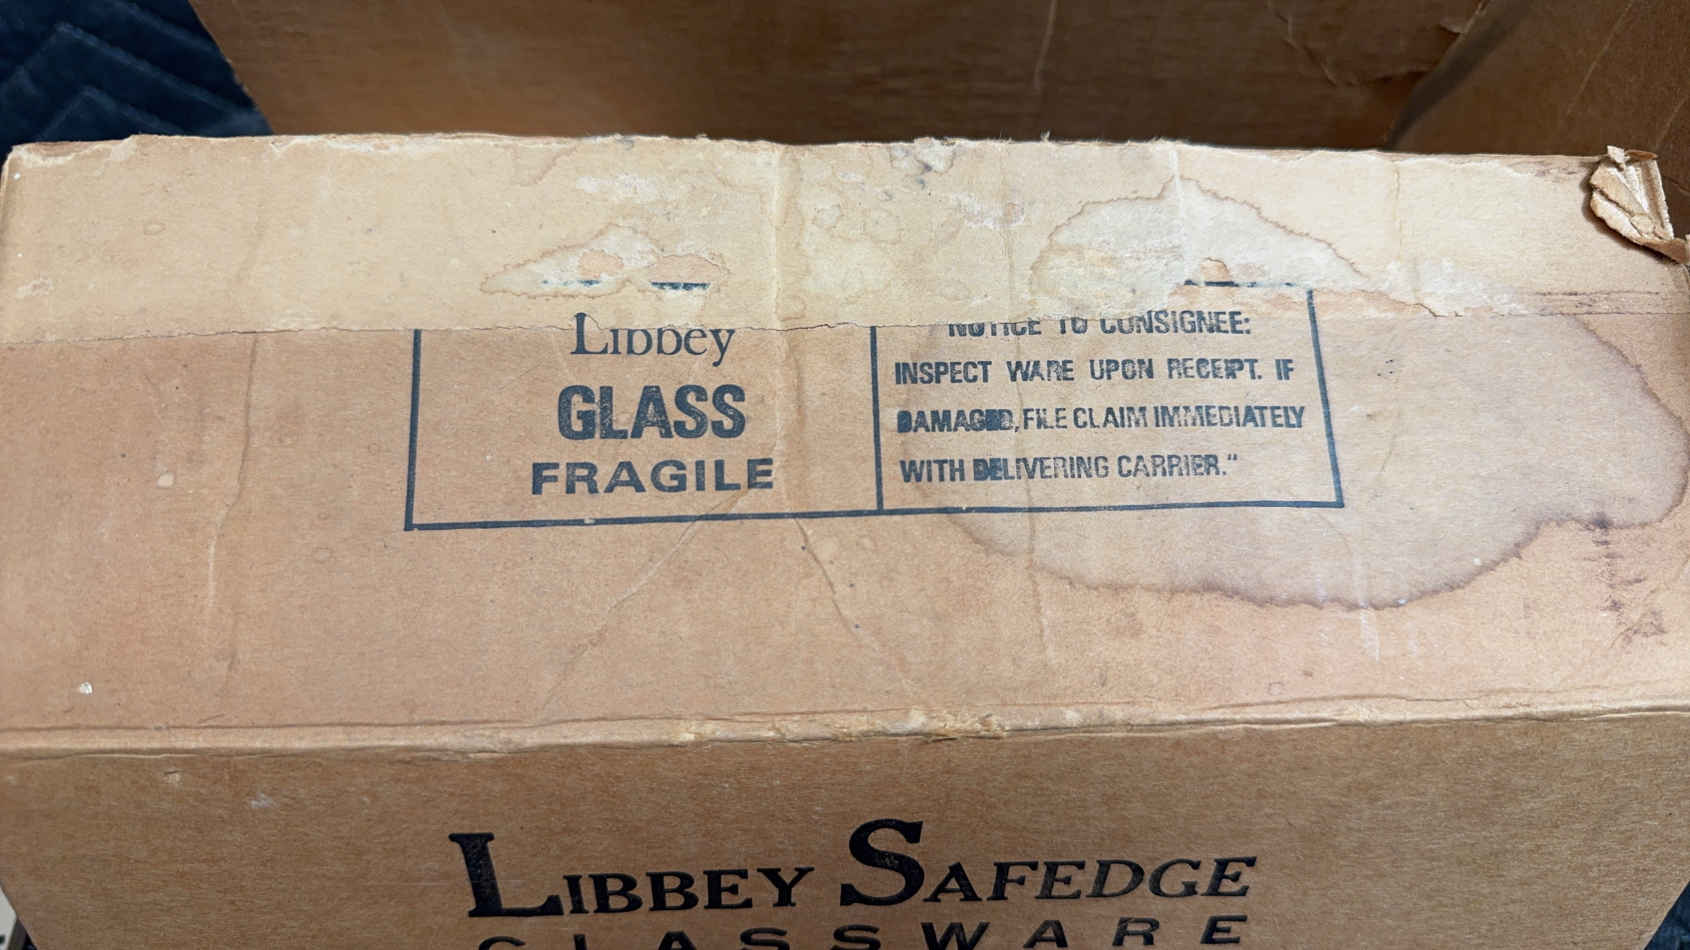 Libbey
GLASS
FRAGILE
NOTICE TO CONSIGNEE:
INSPECT WARE UPON RECEIPT. IF
DAMAGED, FILE CLAIM IMMEDIATELY
WITH DELIVERING CARRIER."
LIBBEY SAFEDGE
GLASSWARE